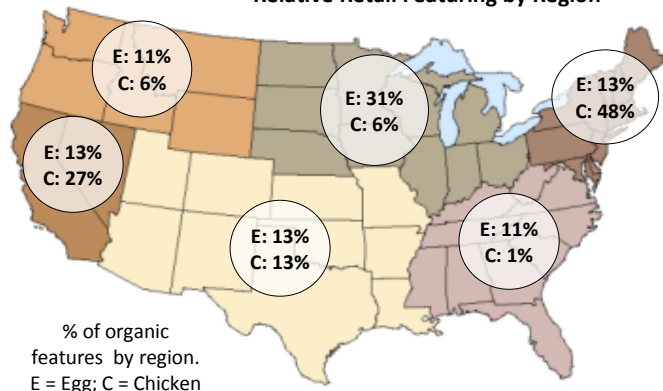 Relative Retail Featuring by Region
E: 11%
C: 6%
E: 31%
C: 6%
E: 13%
C: 48%
E: 13%
C: 27%
E: 13%
C: 13%
E: 11%
C: 1%
% of organic
features by region.
E = Egg; C = Chicken